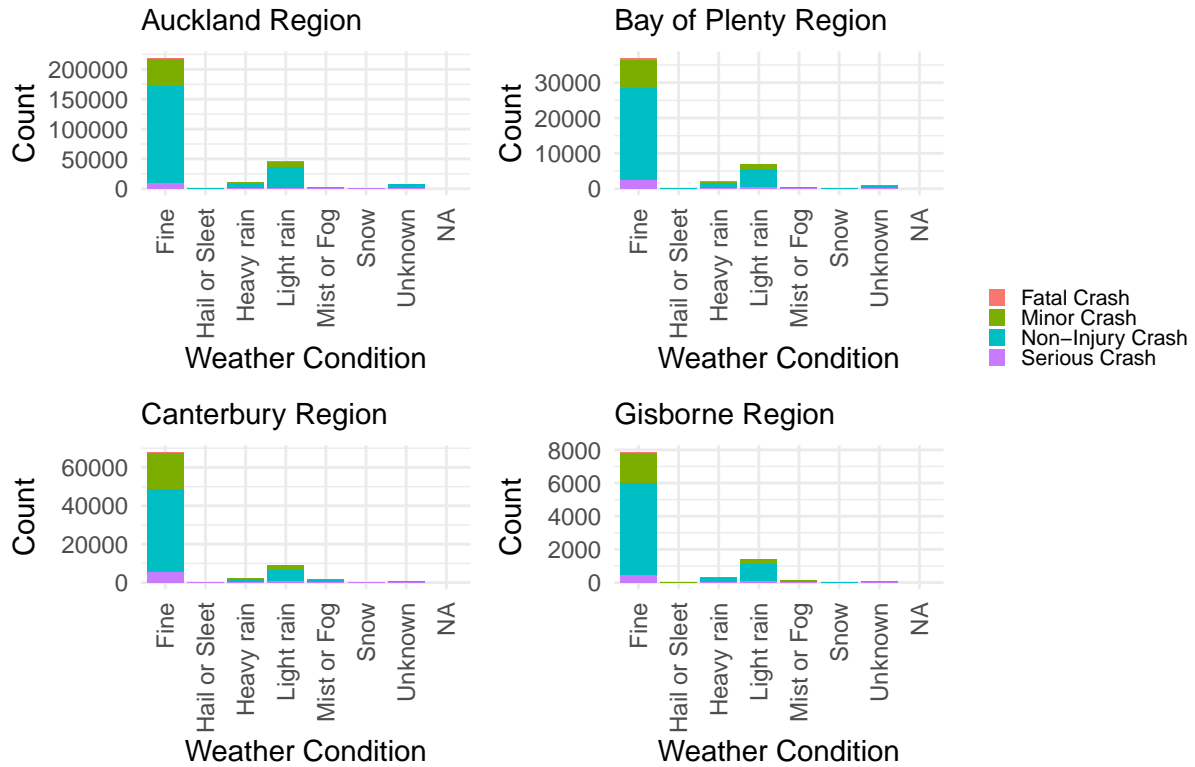 Auckland Region
Count
200000
150000
100000
50000
0
Fine
Hail or Sleet
Heavy rain
Light rain
Mist or Fog
Snow
Unknown
NA
Weather Condition
Bay of Plenty Region
Count
30000
20000
10000
0
Fine
Hail or Sleet
Heavy rain
Light rain
Mist or Fog
Snow
Unknown
NA
Weather Condition
Fatal Crash
Minor Crash
Non−Injury Crash
Serious Crash
Canterbury Region
Count
60000
40000
20000
0
Fine
Hail or Sleet
Heavy rain
Light rain
Mist or Fog
Snow
Unknown
NA
Weather Condition
Gisborne Region
Count
8000
6000
4000
2000
0
Fine
Hail or Sleet
Heavy rain
Light rain
Mist or Fog
Snow
Unknown
NA
Weather Condition